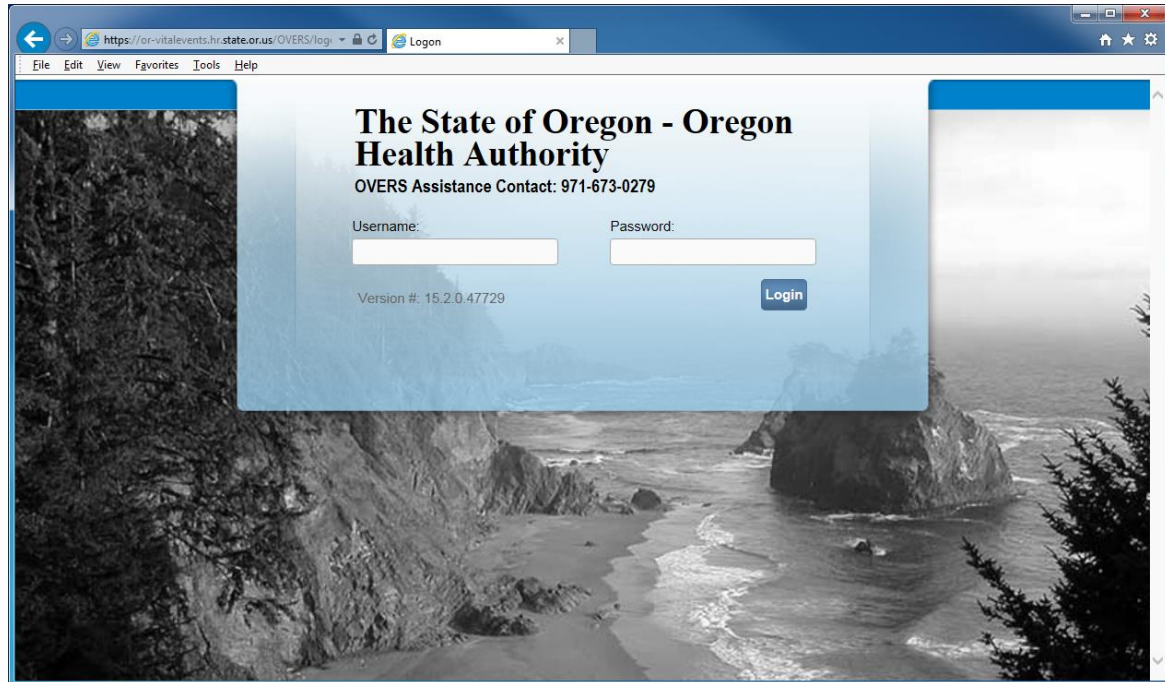 https://or-vitalevents.hr.state.or.us/OVERS/log
Logon
File Edit View Favorites Tools Help
The State of Oregon - Oregon
Health Authority
OVERS Assistance Contact: 971-673-0279
Username: Password:
Version #: 15.2.0.47729
Login